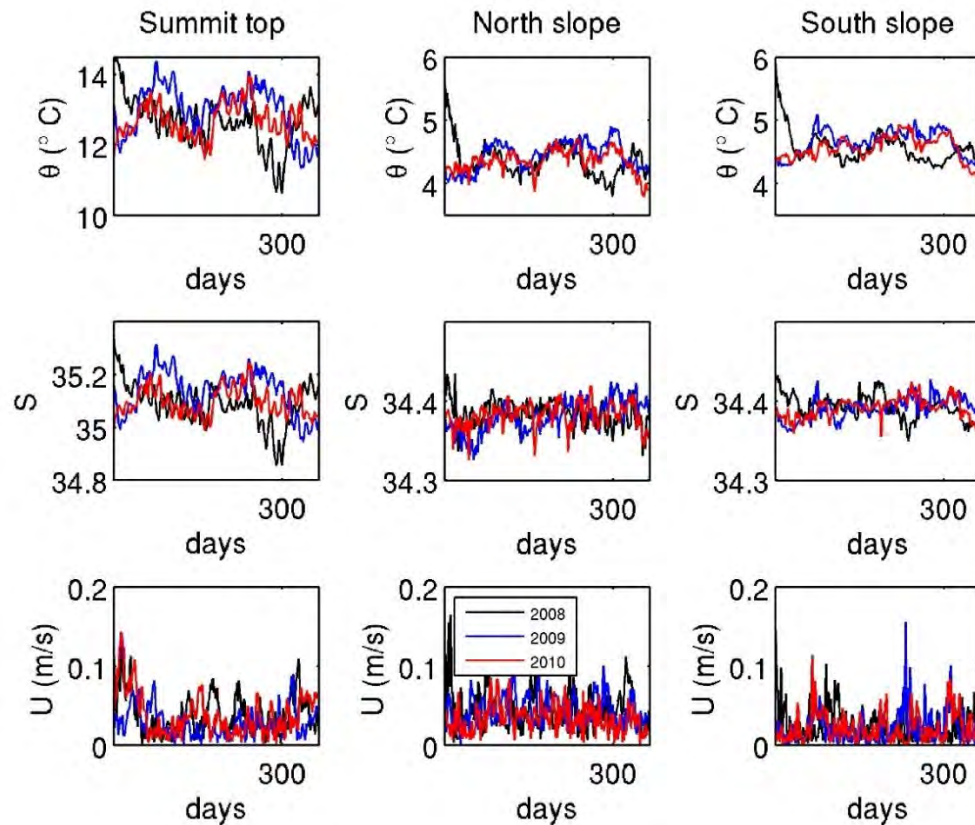 Summit top
North slope
South slope
θ (° C)
14
12
10
300
days
θ (° C)
6
5
4
300
days
θ (° C)
6
5
4
300
days
S
35.2
35
34.8
300
days
S
34.4
34.3
300
days
S
34.4
34.3
300
days
U (m/s)
0.2
0.1
0
300
days
U (m/s)
0.2
0.1
0
2008
2009
2010
300
days
U (m/s)
0.2
0.1
0
300
days